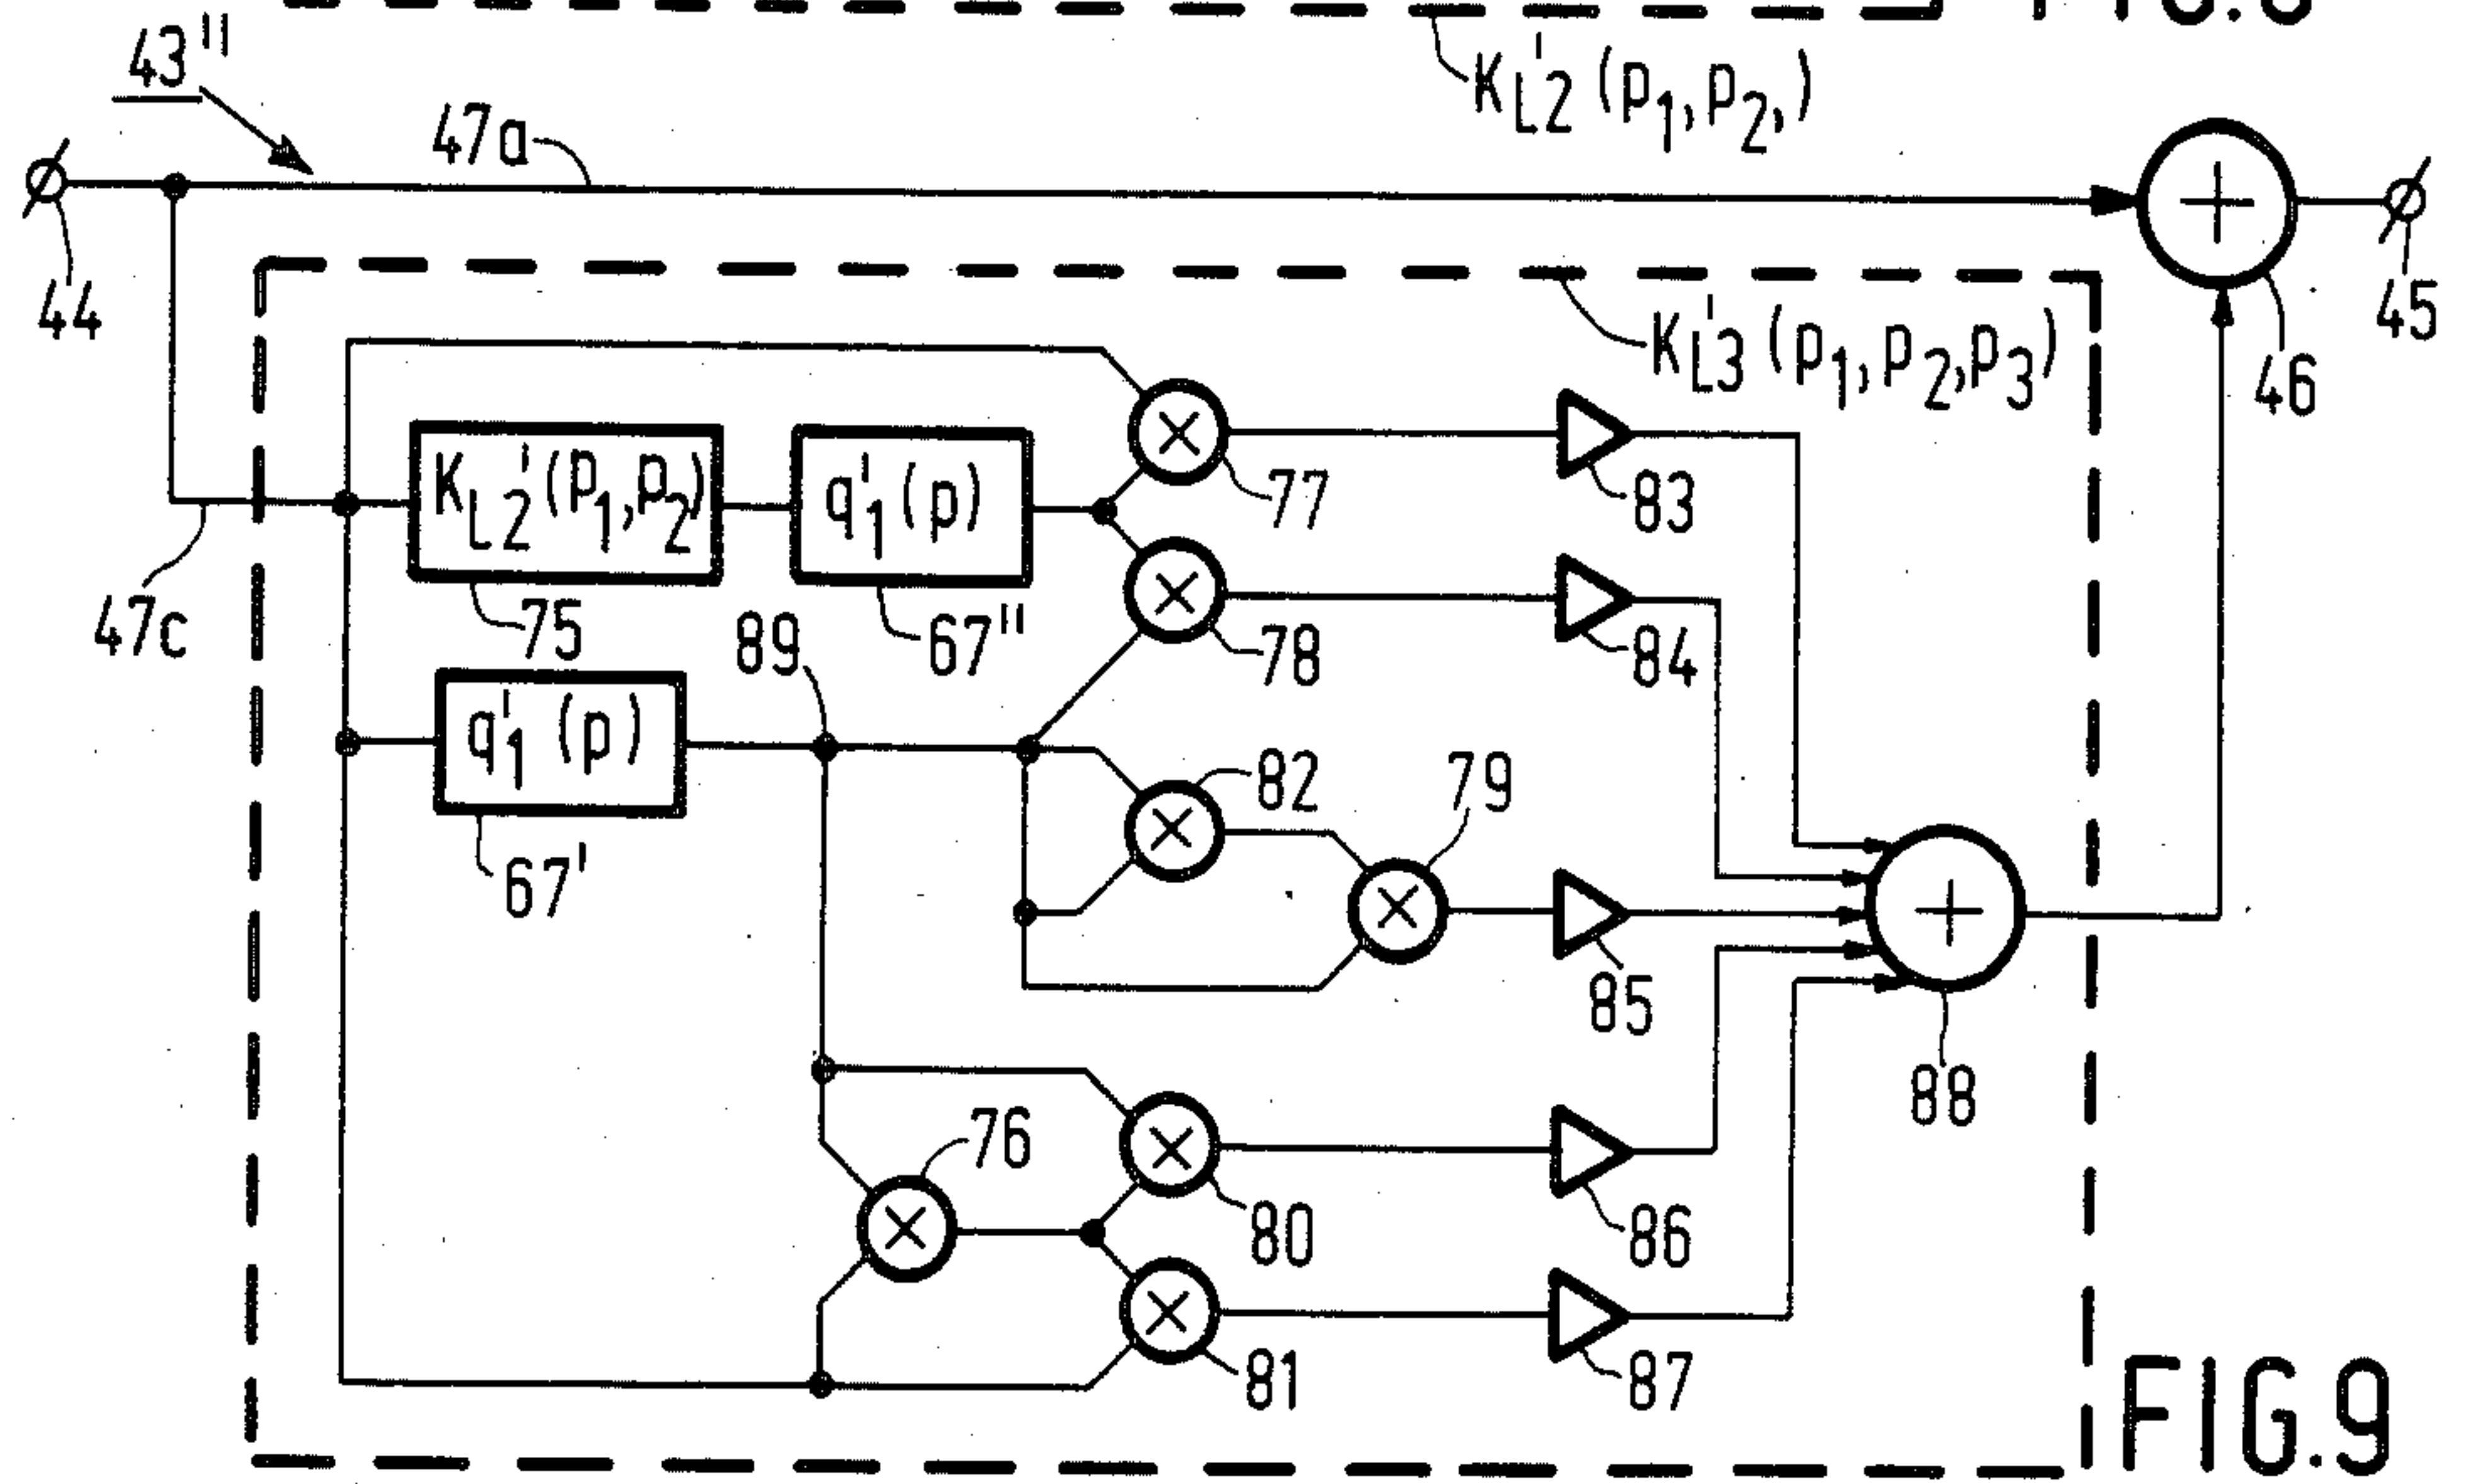 43"
K'L2 (p1, p2,)
47a
44
45
46
K'L3 (p1, p2, p3)
77
83
K'L2 (p1, p2)
q'1 (p)
47c
75
89
67"
78
84
q'1 (p)
82
79
67'
85
88
76
80
86
81
87
FIG.9